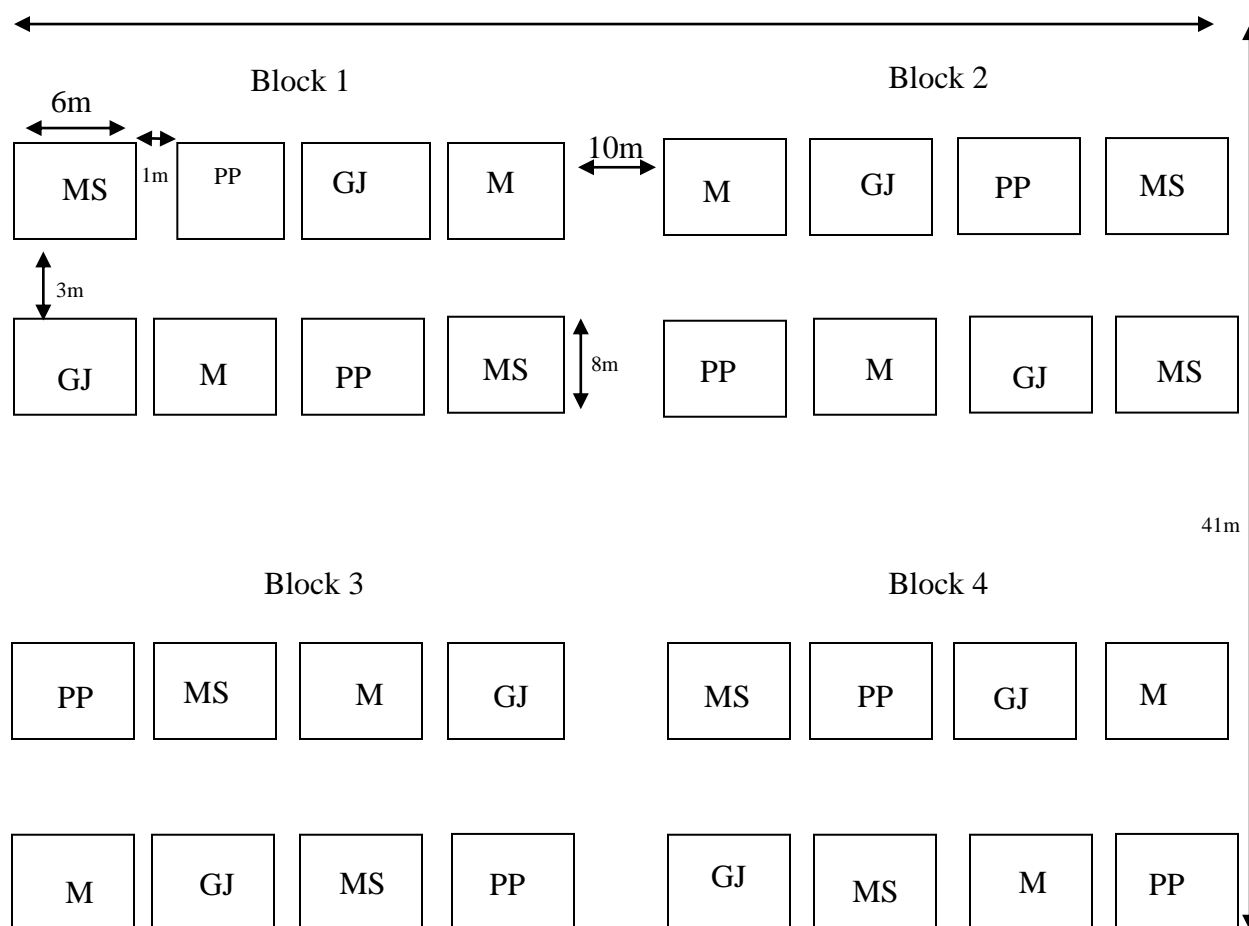 Block 1 Block 2
6m
10m
1m
MS PP GJ M M GJ PP MS
3m
GJ M PP MS 8m PP M GJ MS
41m
Block 3 Block 4
PP MS M GJ MS PP GJ M
M GJ MS PP GJ MS M PP